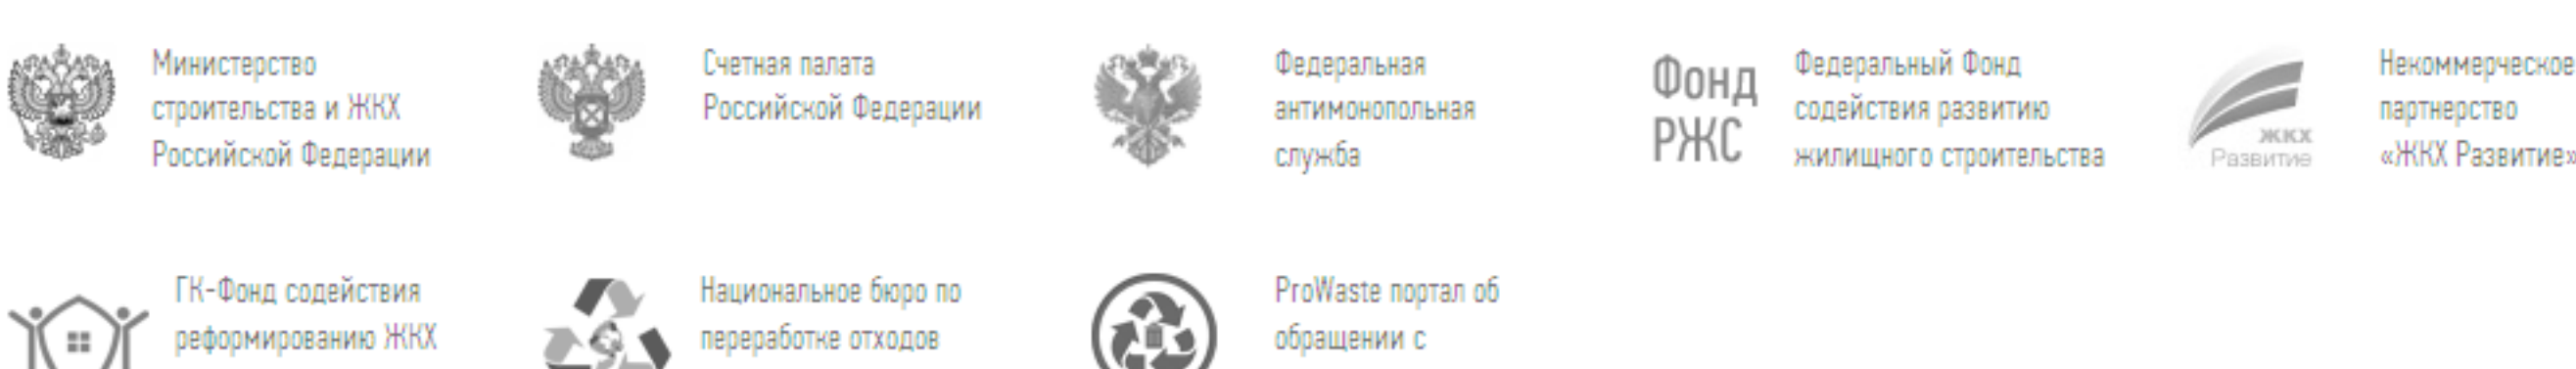 Министерство
строительства и ЖКХ
Российской Федерации
Счетная палата
Российской Федерации
Федеральная
антимонопольная
служба
Фонд
РЖС
Федеральный Фонд
содействия развитию
жилищного строительства
ЖКХ
Развитие
Некоммерческое
партнерство
«ЖКХ Развитие»
ГК-Фонд содействия
реформированию ЖКХ
Национальное бюро по
переработке отходов
ProWaste портал об
обращении с